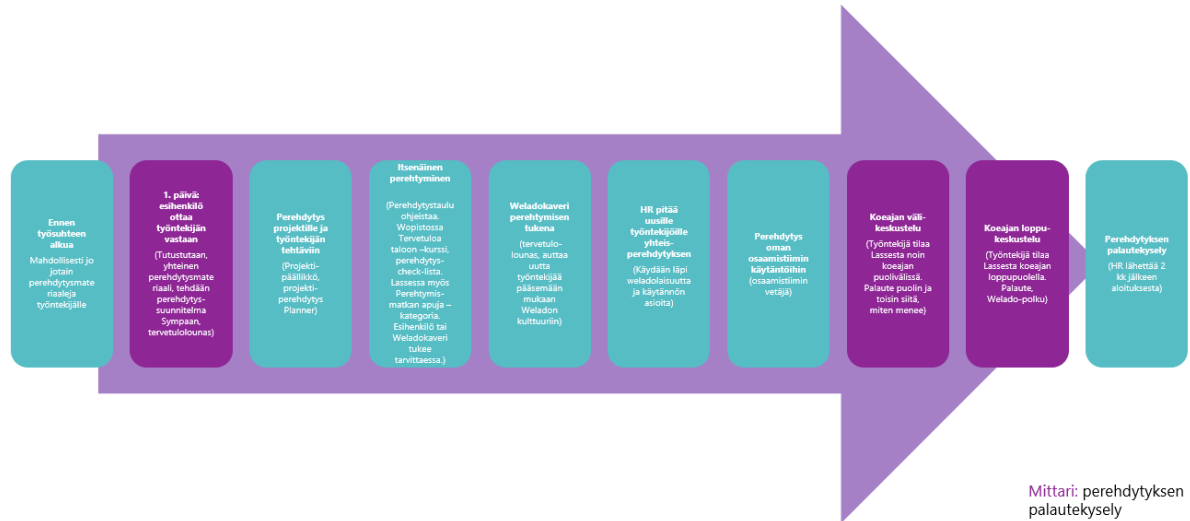 Ennen
työsuhteen
alkua
Mahdollisesti jo
jotain
perehdytysmate
riaaleja
työntekijälle
1. päivä:
esihenkilö
ottaa
työntekijän
vastaan
(Tutustutaan,
yhteinen
perehdytysmate
riaali, tehdään
perehdytys-
suunnitelma
Sympaan,
tervetulolounas)
Perehdytys
projektille ja
työntekijän
tehtäviin
(Projekti-
päällikkö,
projekti-
perehdytys
Planner)
Itsenäinen
perehtyminen
(Perehdytystaulu
ohjeistaa.
Wopistossa
Tervetuloa
taloon –kurssi,
perehdytys-
check-lista.
Lassessa myös
Perehtymis-
matkan apuja –
kategoria.
Esihenkilö tai
Weladokaveri
tukee
tarvittaessa.)
Weladokaveri
perehtymisen
tukena
(tervetulo-
lounas, auttaa
uutta
työntekijää
pääsemään
mukaan
Weladon
kulttuuriin)
HR pitää
uusille
työntekijöille
yhteis-
perehdytyksen
(Käydään läpi
weladolaisuutta
ja käytännön
asioita)
Perehdytys
oman
osaamistiimin
käytäntöihin
(osaamistiimin
vetäjä)
Koeajan väli-
keskustelu
(Työntekijä tilaa
Lassesta noin
koeajan
puolivälissä.
Palaute puolin ja
toisin siitä,
miten menee)
Koeajan loppu-
keskustelu
(Työntekijä tilaa
Lassesta koeajan
loppupuolella.
Palaute,
Welado-polku)
Perehdytyksen
palautekysely
(HR lähettää 2
kk jälkeen
aloituksesta)
Mittari: perehdytyksen
palautekysely